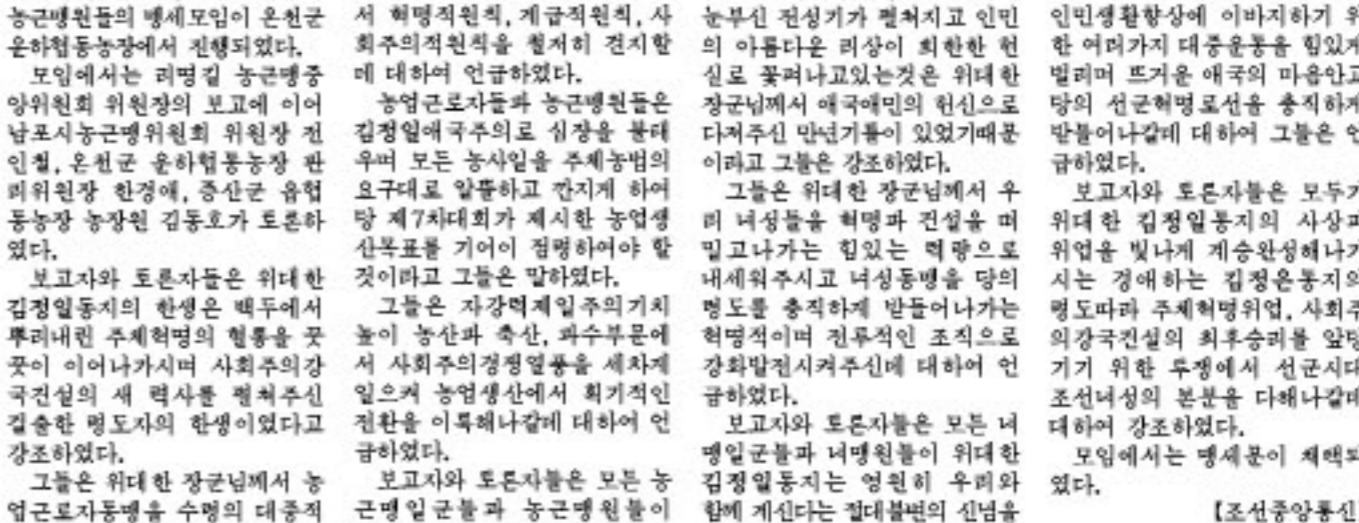 농근맹원들의 맹세모임이 온천군
운하협동농장에서 진행되였다.
모임에서는 리명길 농근맹중
앙위원회 위원장의 보고에 이어
남포시농근맹위원회 위원장 전
인철, 온천군 운하협동농장 관
리위원장 한경애, 증산군 읍협
동농장 농장원 김동호가 토론하
였다.
보고자와 토론자들은 위대한
김정일동지의 한생은 백두에서
뿌리내린 주체혁명의 혈통을 꿋
꿋이 이어나가시며 사회주의강
국건설의 새 력사를 펼쳐주신
걸출한 령도자의 한생이였다고
강조하였다.
그들은 위대한 장군님께서 농
업근로자동맹을 수령의 대중적
서 혁명적원칙, 계급적원칙, 사
회주의적원칙을 철저히 견지할
데 대하여 언급하였다.
농업근로자들과 농근맹원들은
김정일애국주의로 심장을 불태
우며 모든 농사일을 주체농법의
요구대로 알뜰하고 깐지게 하여
당 제7차대회가 제시한 농업생
산목표를 기어이 점령하여야 할
것이라고 그들은 말하였다.
그들은 자강력제일주의기치
높이 농산과 축산, 과수부문에
서 사회주의경쟁열풍을 세차게
일으켜 농업생산에서 획기적인
전환을 이룩해나갈데 대하여 언
급하였다.
보고자와 토론자들은 모든 농
근맹일군들과 농근맹원들이
눈부신 전성기가 펼쳐지고 인민
의 아름다운 리상이 희한한 현
실로 꽃펴나고있는것은 위대한
장군님께서 애국애민의 헌신으로
다져주신 만년기틀이 있었기때문
이라고 그들은 강조하였다.
그들은 위대한 장군님께서 우
리 녀성들을 혁명과 건설을 떠
밀고나가는 힘있는 력량으로
내세워주시고 녀성동맹을 당의
령도를 충직하게 받들어나가는
혁명적이며 전투적인 조직으로
강화발전시켜주신데 대하여 언
급하였다.
보고자와 토론자들은 모든 녀
맹일군들과 녀맹원들이 위대한
김정일동지는 영원히 우리와
함께 계신다는 절대불변의 신념을
인민생활향상에 이바지하기 위
한 여러가지 대중운동을 힘있게
벌리며 뜨거운 애국의 마음안고
당의 선군혁명로선을 충직하게
받들어나갈데 대하여 그들은 언
급하였다.
보고자와 토론자들은 모두가
위대한 김정일동지의 사상과
위업을 빛나게 계승완성해나가
시는 경애하는 김정은동지의
령도따라 주체혁명위업, 사회주
의강국건설의 최후승리를 앞당
기기 위한 투쟁에서 선군시대
조선녀성의 본분을 다해나갈데
대하여 강조하였다.
모임에서는 맹세문이 채택되
였다.
【조선중앙통신